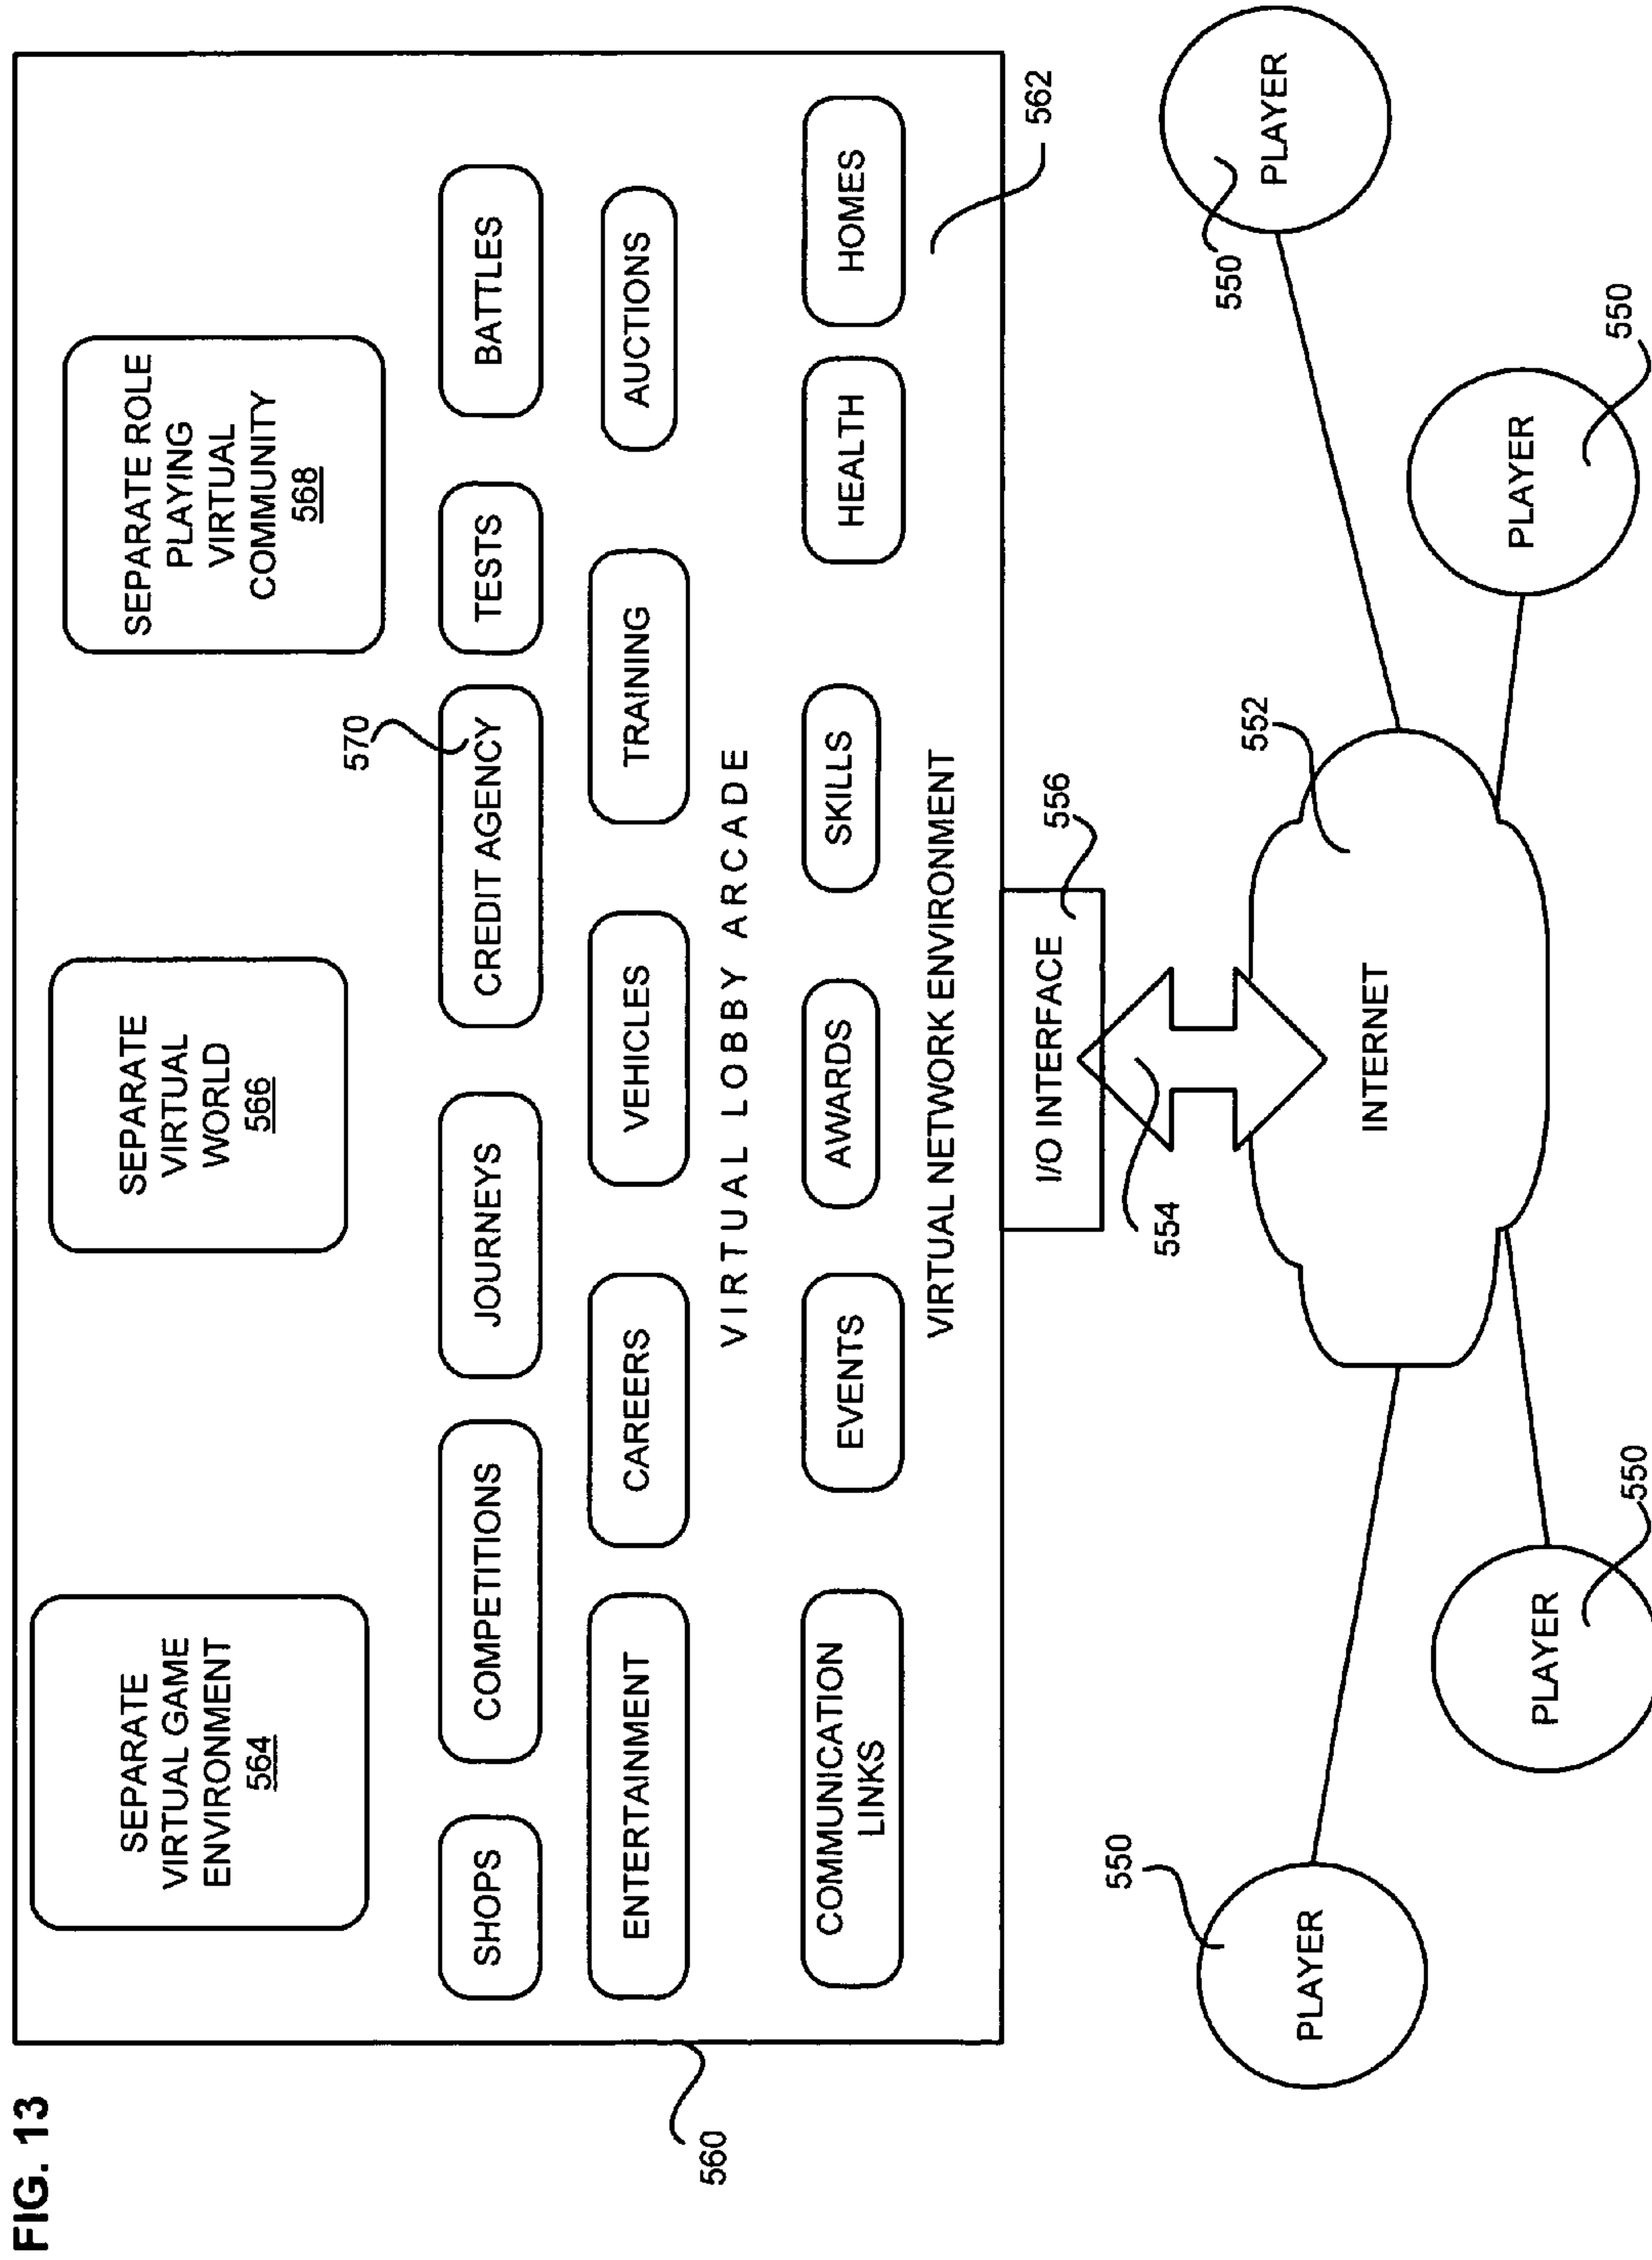 FIG. 13
SEPARATE
VIRTUAL GAME
ENVIRONMENT
564
SEPARATE
VIRTUAL
WORLD
566
SEPARATE ROLE
PLAYING
VIRTUAL
COMMUNITY
568
570
SHOPS
COMPETITIONS
JOURNEYS
CREDIT AGENCY
TESTS
BATTLES
ENTERTAINMENT
CAREERS
VEHICLES
TRAINING
AUCTIONS
VIRTUAL LOBBY ARCADE
COMMUNICATION
LINKS
EVENTS
AWARDS
SKILLS
HEALTH
HOMES
VIRTUAL NETWORK ENVIRONMENT
560
562
I/O INTERFACE
556
554
552
INTERNET
550
PLAYER
550
PLAYER
550
PLAYER
550
PLAYER